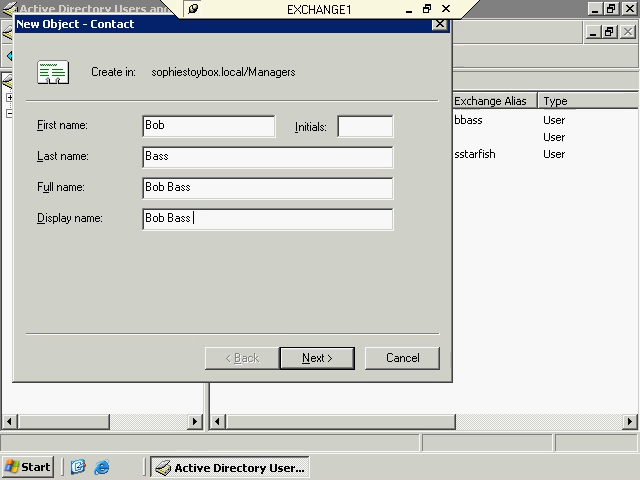 Active Directory Users an
EXCHANGE1
New Object - Contact
Create in: sophiestoybox.local/Managers
First name: Bob Initials:
Last name: Bass
Full name: Bob Bass
Display name: Bob Bass
< Back Next > Cancel
Exchange Alias Type
bbass User
User
sstarfish User
Start Active Directory User...